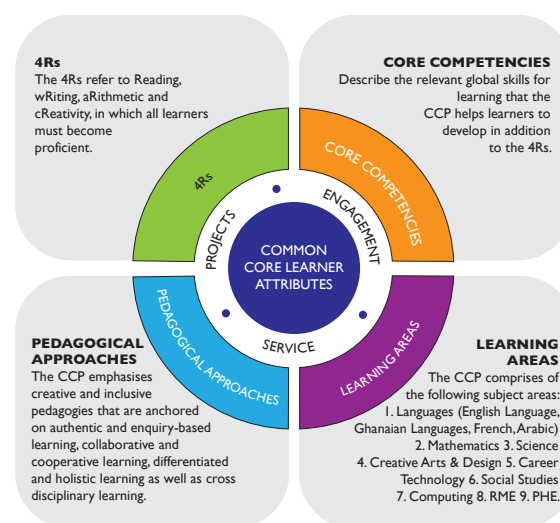 4Rs
The 4Rs refer to Reading,
wRiting, aRithmetic and
cReativity, in which all learners
must become
proficient.
CORE COMPETENCIES
Describe the relevant global skills for
learning that the
CCP helps learners to
develop in addition
to the 4Rs.
4Rs
CORE COMPETENCIES
PROJECTS
ENGAGEMENT
COMMON
CORE LEARNER
ATTRIBUTES
SERVICE
PEDAGOGICAL APPROACHES
LEARNING AREAS
PEDAGOGICAL
APPROACHES
The CCP emphasises
creative and inclusive
pedagogies that are anchored
on authentic and enquiry-based
learning, collaborative and
cooperative learning, differentiated
and holistic learning as well as cross
disciplinary learning.
LEARNING
AREAS
The CCP comprises of
the following subject areas:
1. Languages (English Language,
Ghanaian Languages, French, Arabic)
2. Mathematics 3. Science
4. Creative Arts & Design 5. Career
Technology 6. Social Studies
7. Computing 8. RME 9. PHE.